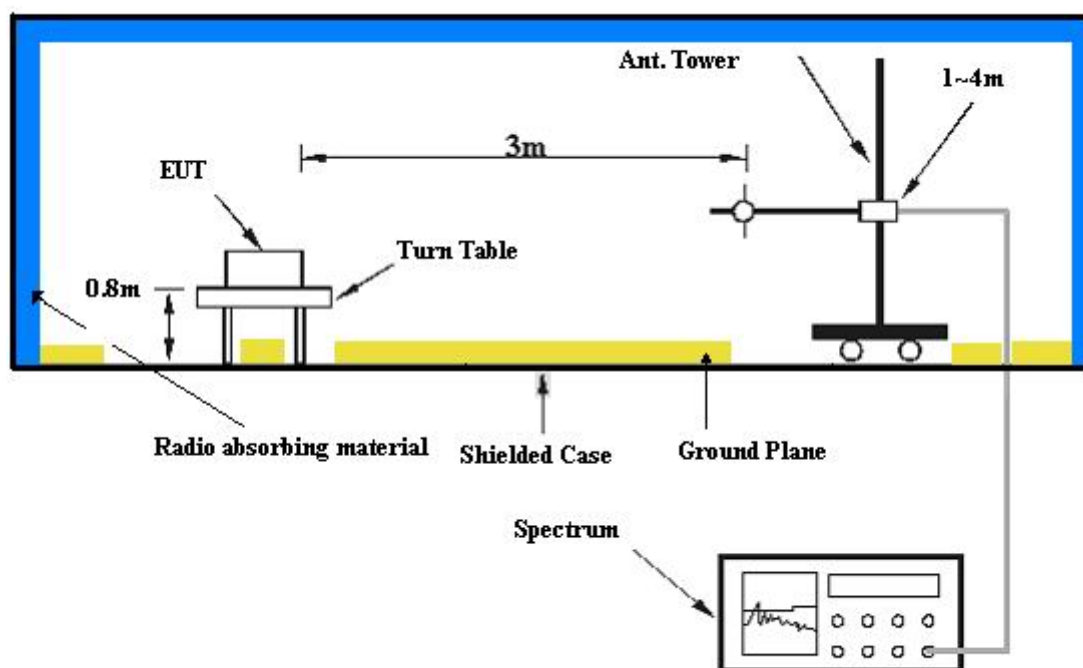 Ant. Tower
1~4m
3m
EUT
Turn Table
0.8m
Radio absorbing material
Shielded Case
Ground Plane
Spectrum